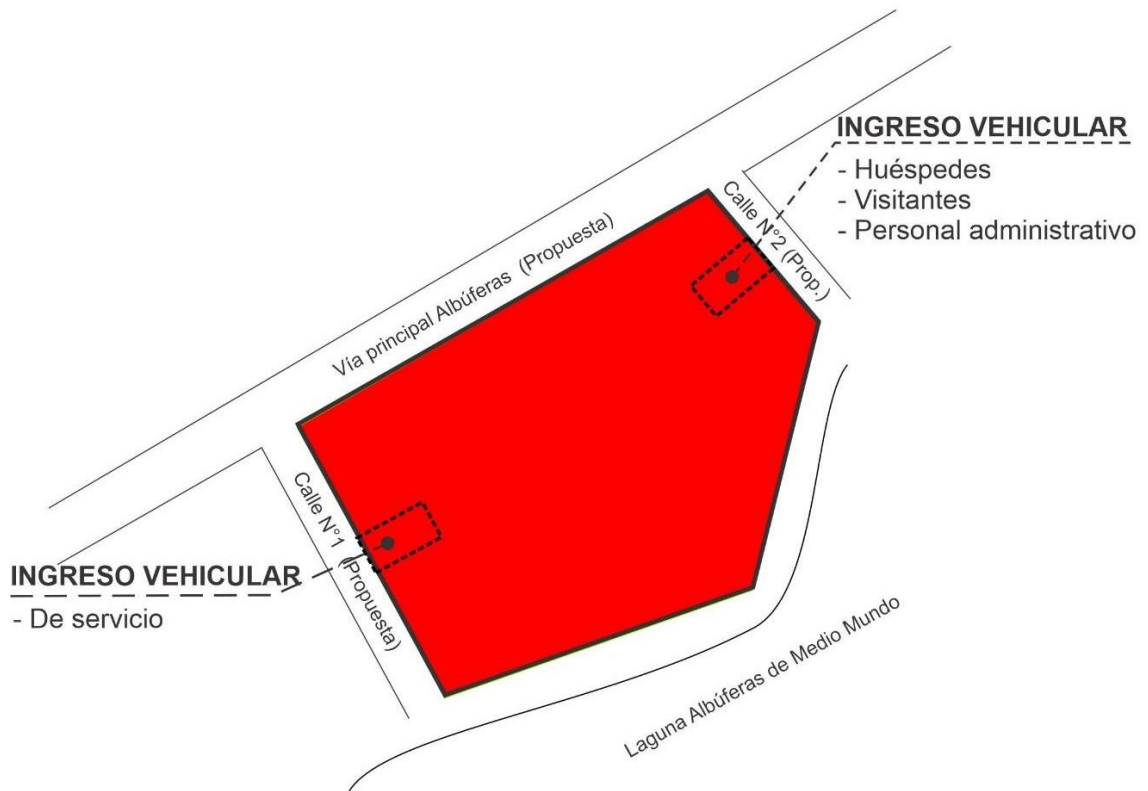 INGRESO VEHICULAR
- Huéspedes
- Visitantes
- Personal administrativo
Calle N°2 (Prop.)
Vía principal Albúferas (Propuesta)
Calle N°1 (Propuesta)
INGRESO VEHICULAR
- De servicio
Laguna Albúferas de Medio Mundo